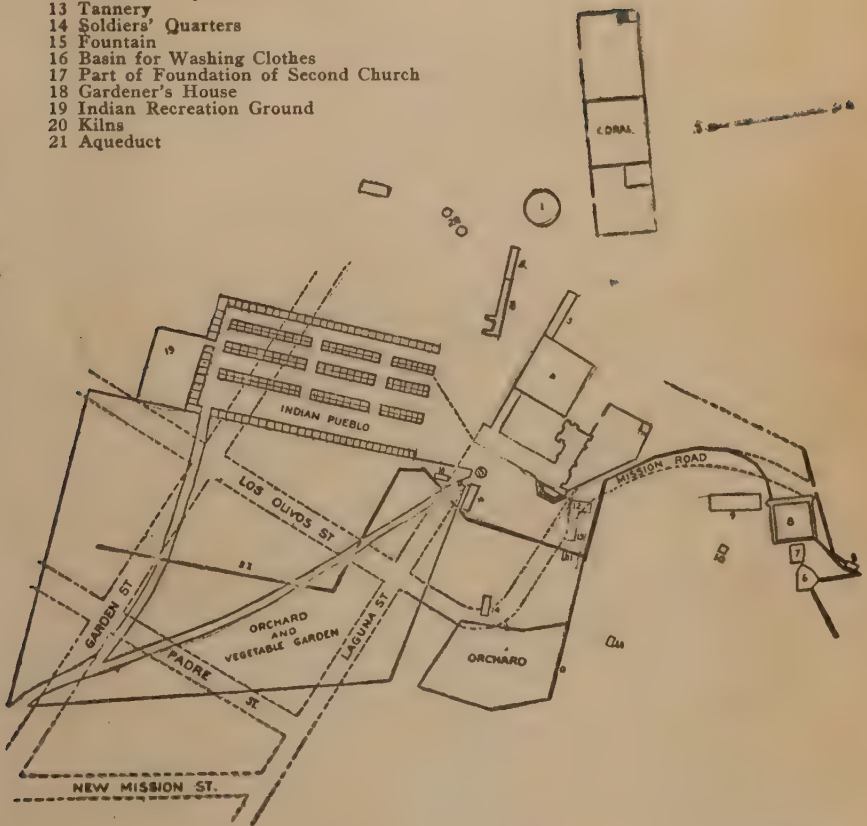 13 Tannery
14 Soldiers' Quarters
15 Fountain
16 Basin for Washing Clothes
17 Part of Foundation of Second Church
18 Gardener's House
19 Indian Recreation Ground
20 Kilns
21 Aqueduct
CORAL
1
19
INDIAN PUEBLO
MISSION ROAD
LOS OLIVOS ST
12
8
7
6
GARDEN ST
14
ORCHARD
AND
VEGETABLE GARDEN
LAGUNA ST
PADRE
ST.
ORCHARD
NEW MISSION ST.